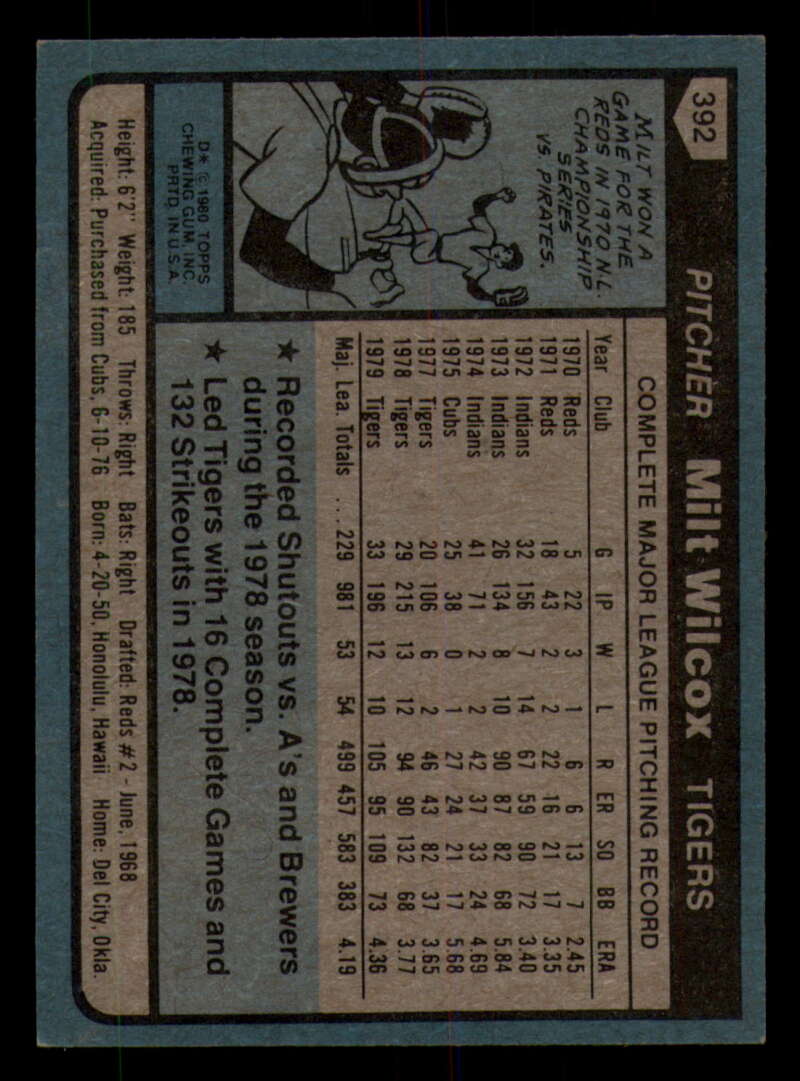 392
PITCHER Milt Wilcox TIGERS
MILT WON A
GAME FOR THE
REDS IN 1970 N.L.
CHAMPIONSHIP
SERIES
VS. PIRATES.
D* © 1980 TOPPS
CHEWING GUM, INC.
PRTD. IN U.S.A.
COMPLETE MAJOR LEAGUE PITCHING RECORD
Year Club G IP W L R ER SO BB ERA
1970 Reds 5 22 3 1 6 6 13 7 2.45
1971 Reds 18 43 2 2 22 16 21 17 3.35
1972 Indians 32 156 7 14 67 59 90 72 3.40
1973 Indians 26 134 8 10 90 87 82 68 5.84
1974 Indians 41 71 2 2 42 37 33 24 4.69
1975 Cubs 25 38 0 1 27 24 21 17 5.68
1977 Tigers 20 106 6 2 46 43 82 37 3.65
1978 Tigers 29 215 13 12 94 90 132 68 3.77
1979 Tigers 33 196 12 10 105 95 109 73 4.36
Maj. Lea. Totals ... 229 981 53 54 499 457 583 383 4.19
★ Recorded Shutouts vs. A's and Brewers
during the 1978 season.
★ Led Tigers with 16 Complete Games and
132 Strikeouts in 1978.
Height: 6'2" Weight: 185 Throws: Right Bats: Right Drafted: Reds #2 - June, 1968
Acquired: Purchased from Cubs, 6-10-76 Born: 4-20-50, Honolulu, Hawaii Home: Del City, Okla.